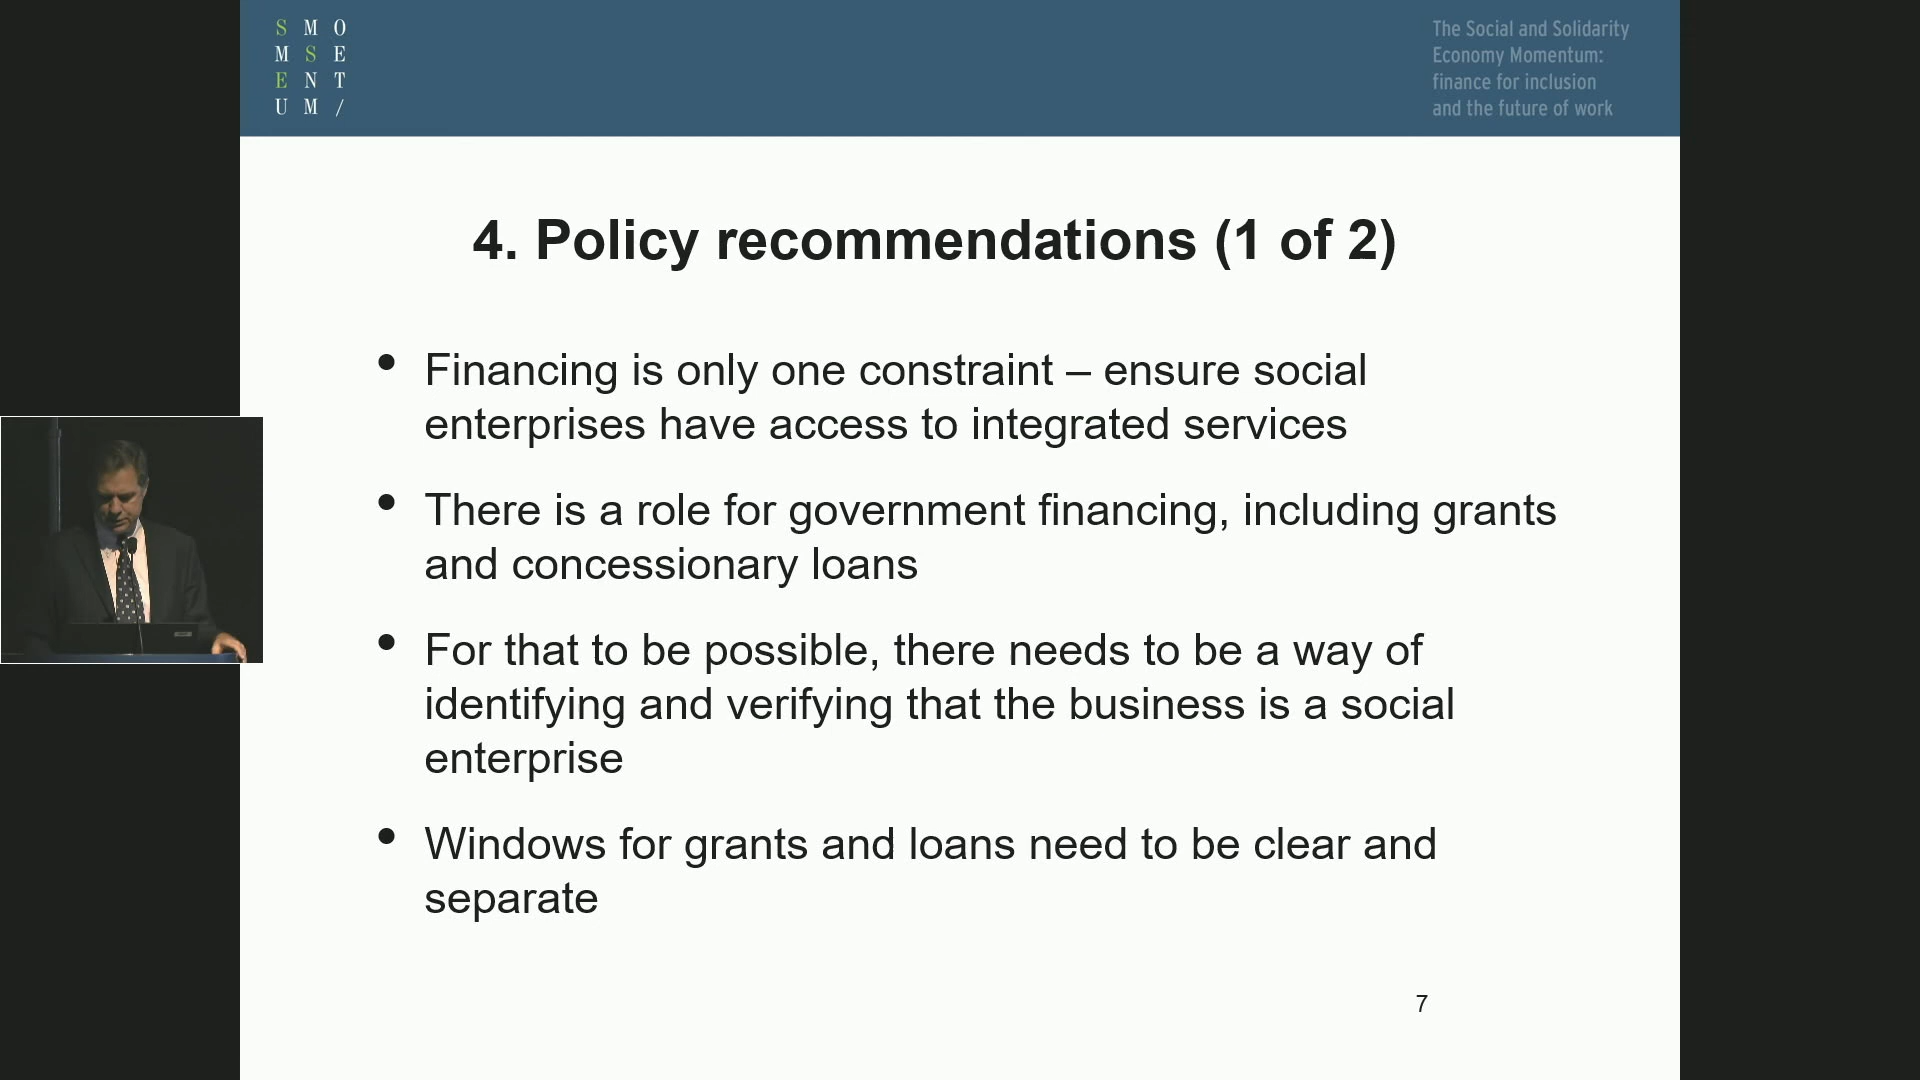 S M O
M S E
E N T
U M /
The Social and Solidarity
Economy Momentum:
finance for inclusion
and the future of work
4. Policy recommendations (1 of 2)
• Financing is only one constraint – ensure social
enterprises have access to integrated services
• There is a role for government financing, including grants
and concessionary loans
• For that to be possible, there needs to be a way of
identifying and verifying that the business is a social
enterprise
• Windows for grants and loans need to be clear and
separate
7